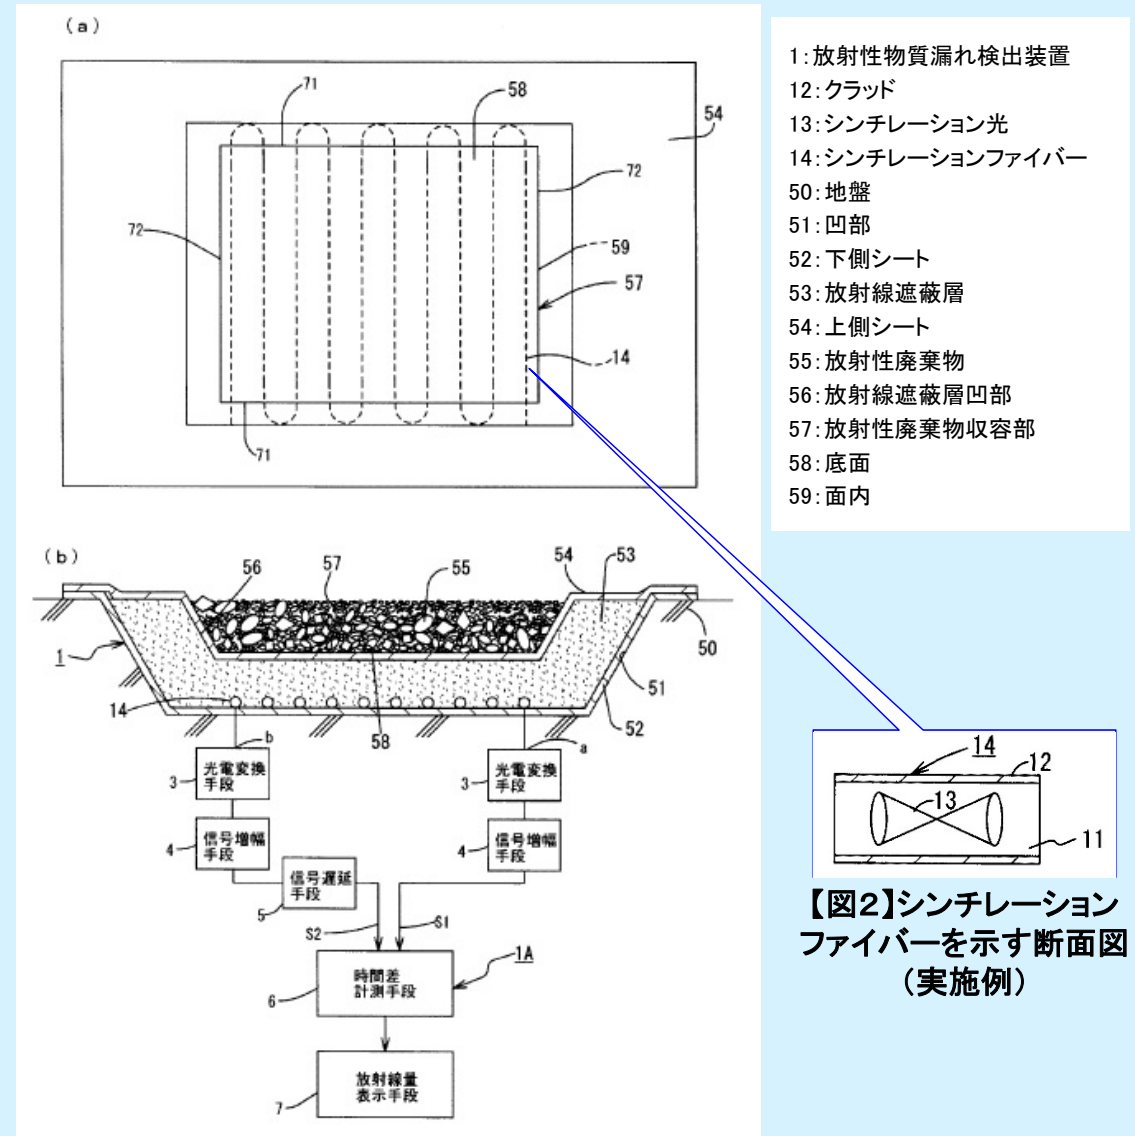 (a)
71
58
54
72
72
59
57
14
71
(b)
56
57
55
54
53
1
50
51
14
52
58
b
a
3
光電変換
手段
3
光電変換
手段
4
信号増幅
手段
4
信号増幅
手段
信号遅延
手段
5
S2
S1
1A
時間差
計測手段
6
放射線量
表示手段
7
1:放射性物質漏れ検出装置
12:クラッド
13:シンチレーション光
14:シンチレーションファイバー
50:地盤
51:凹部
52:下側シート
53:放射線遮蔽層
54:上側シート
55:放射性廃棄物
56:放射線遮蔽層凹部
57:放射性廃棄物収容部
58:底面
59:面内
14
12
13
11
【図2】シンチレーション
ファイバーを示す断面図
(実施例)